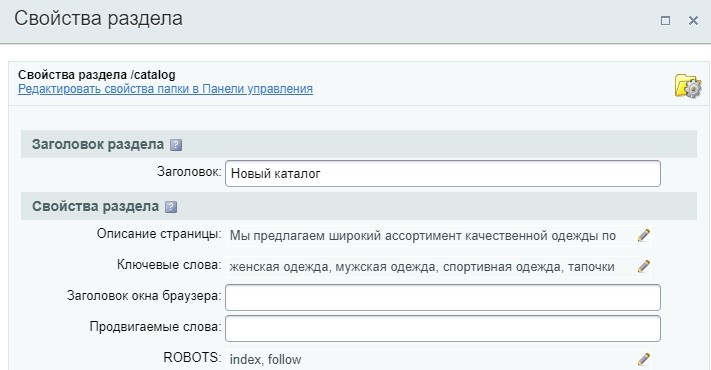 Свойства раздела
Свойства раздела /catalog
Редактировать свойства папки в Панели управления
Заголовок раздела ?
Заголовок: Новый каталог
Свойства раздела ?
Описание страницы: Мы предлагаем широкий ассортимент качественной одежды по
Ключевые слова: женская одежда, мужская одежда, спортивная одежда, тапочки
Заголовок окна браузера:
Продвигаемые слова:
ROBOTS: index, follow